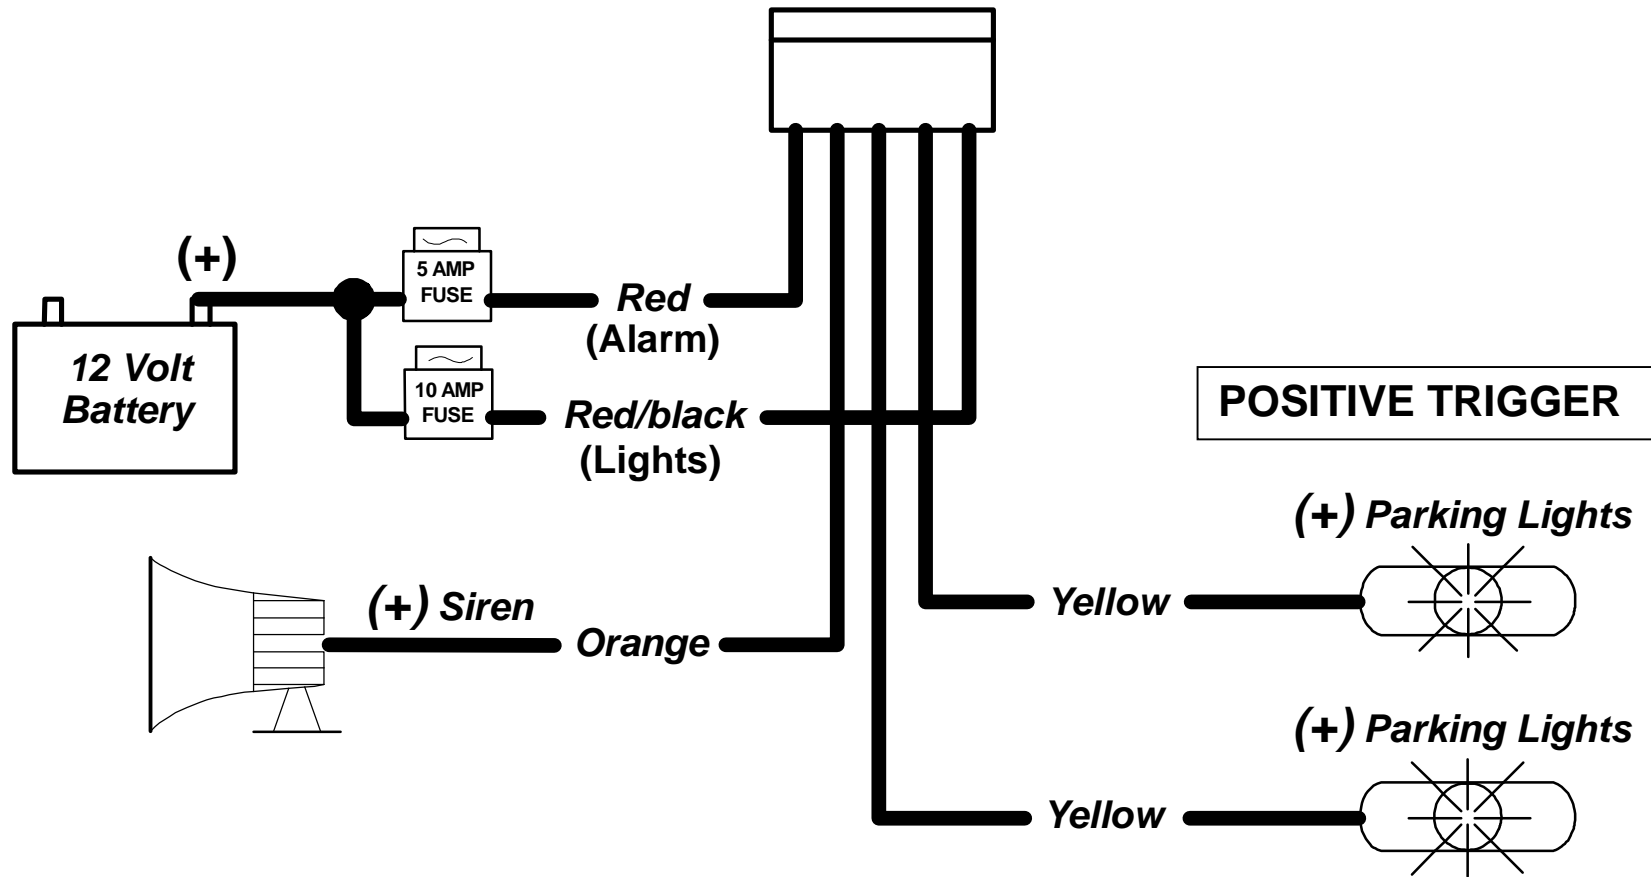 (+)
5 AMP
FUSE
Red
(Alarm)
12 Volt
Battery
10 AMP
FUSE
Red/black
(Lights)
POSITIVE TRIGGER
(+) Parking Lights
(+) Siren
Orange
Yellow
(+) Parking Lights
Yellow